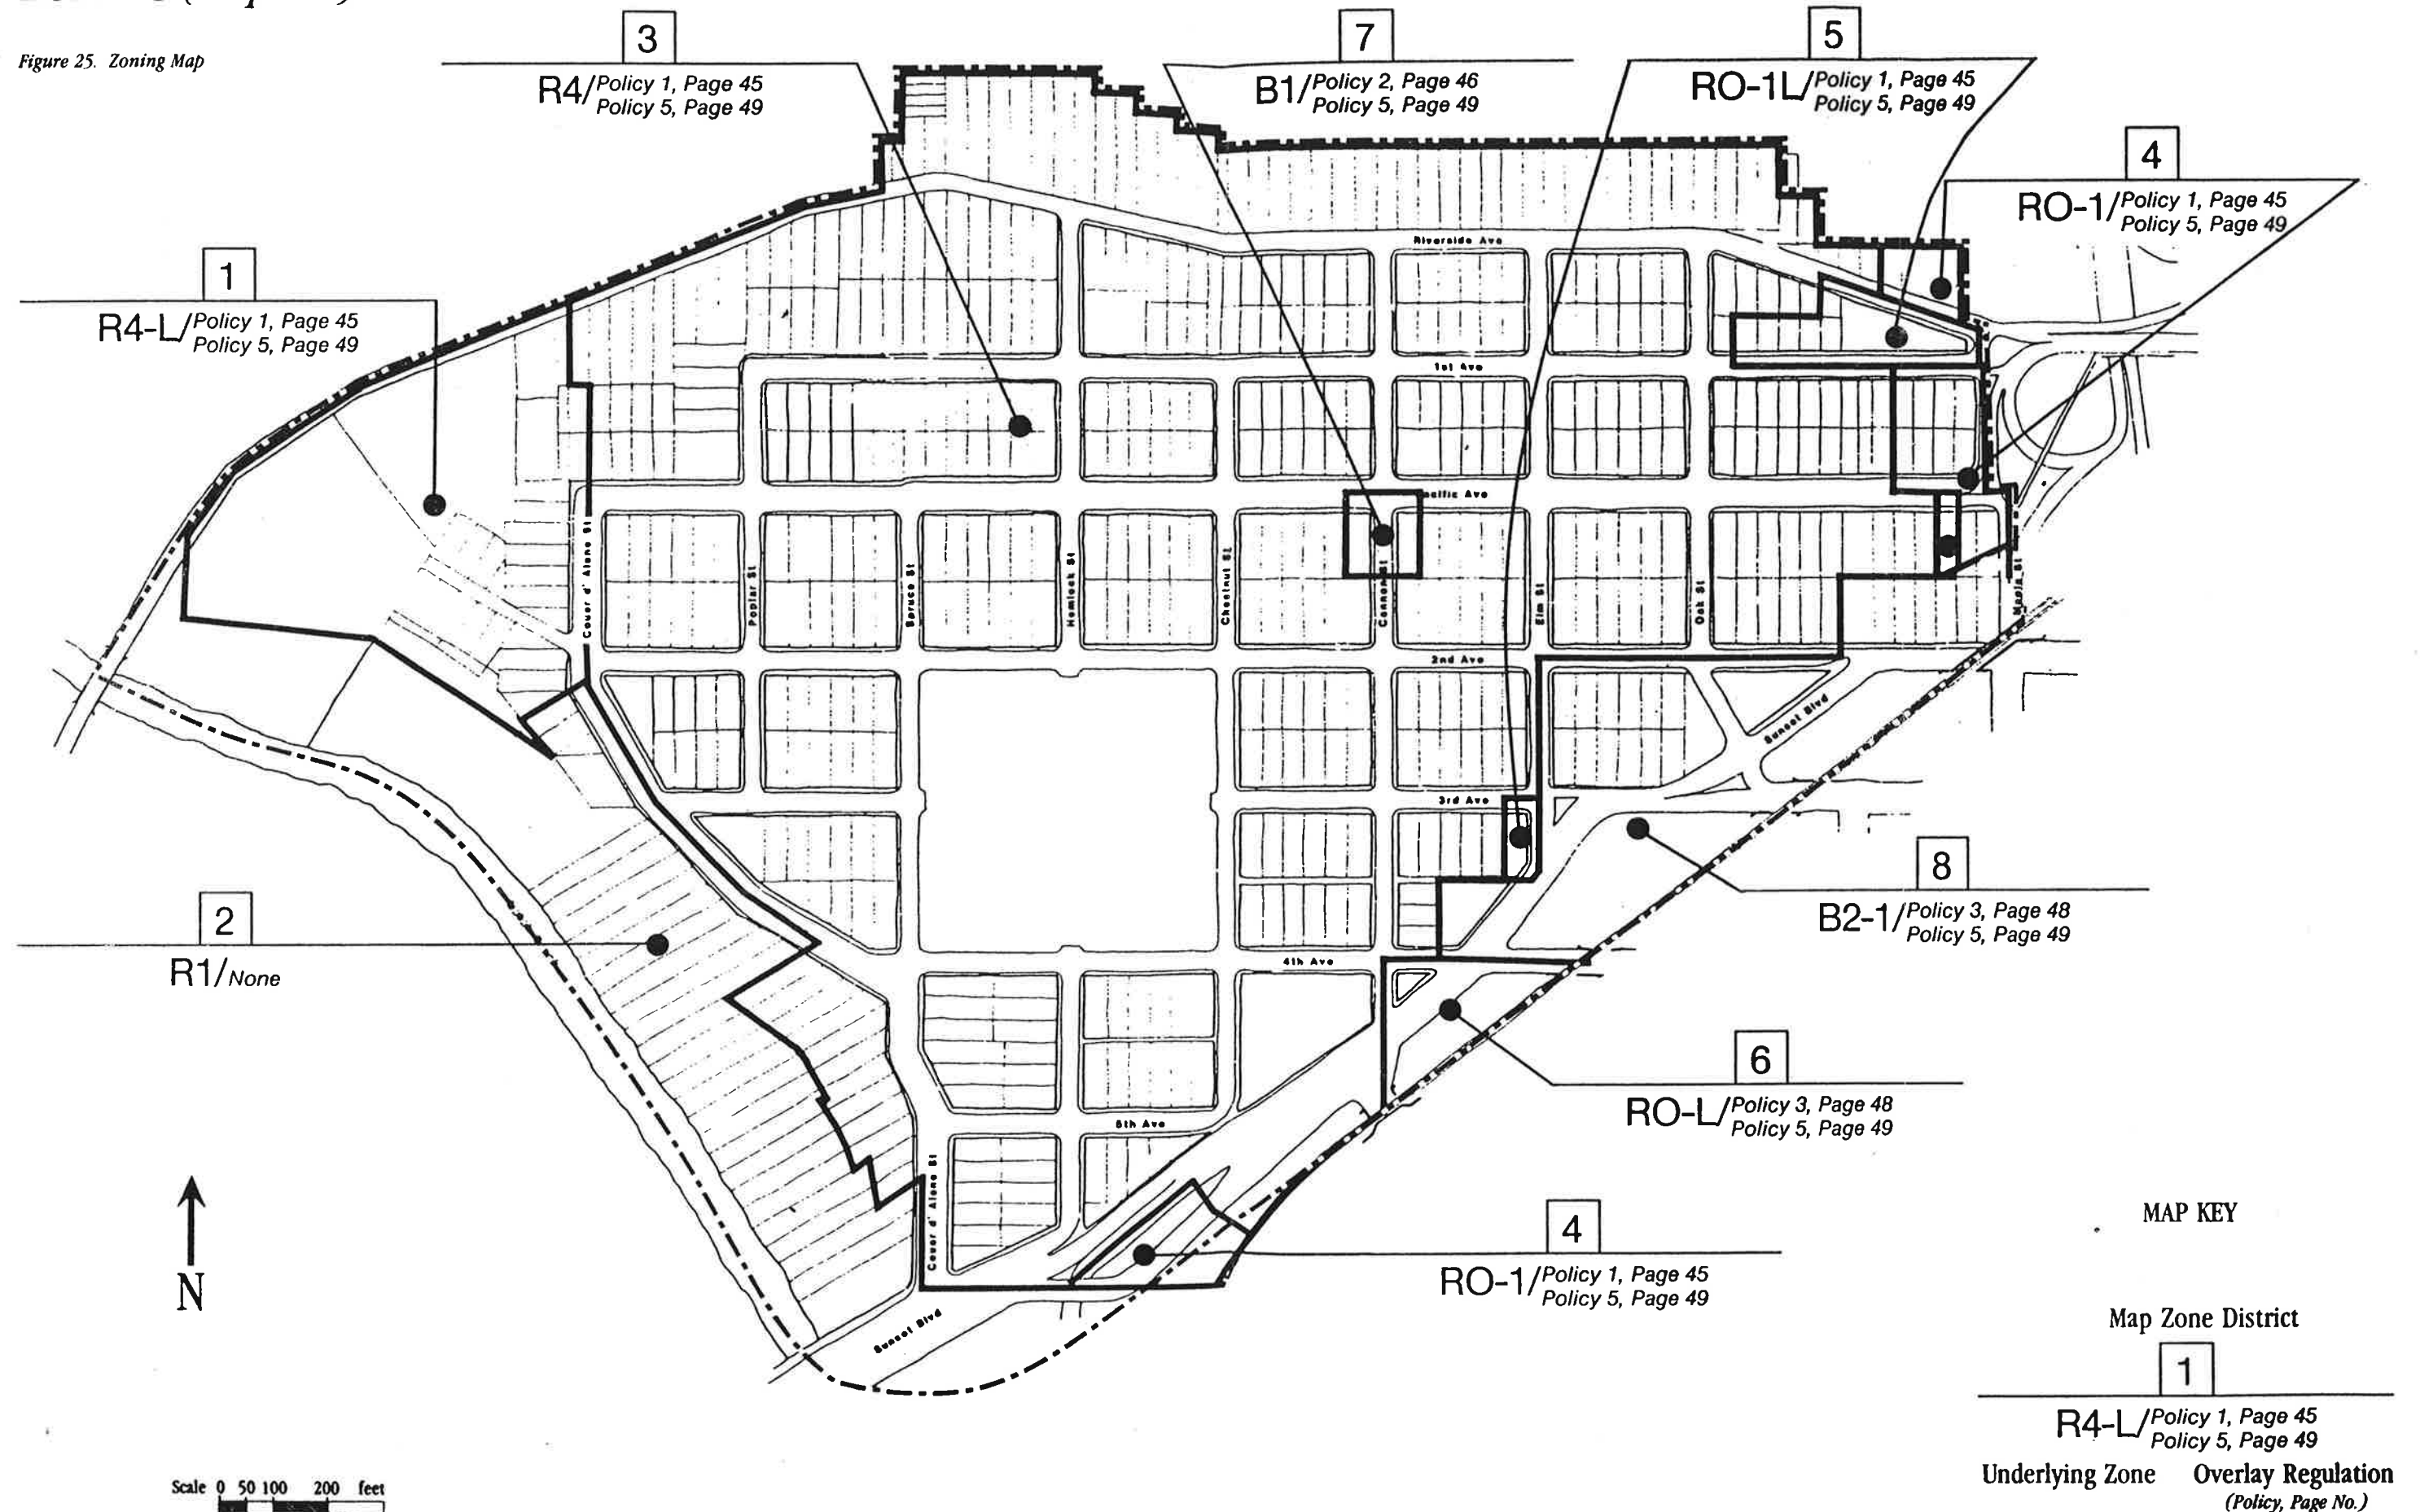 Figure 25. Zoning Map
3
R4/Policy 1, Page 45
Policy 5, Page 49
7
B1/Policy 2, Page 46
Policy 5, Page 49
5
RO-1L/Policy 1, Page 45
Policy 5, Page 49
4
RO-1/Policy 1, Page 45
Policy 5, Page 49
1
R4-L/Policy 1, Page 45
Policy 5, Page 49
Riverside Ave
1st Ave
acific Ave
Couer d' Alene St
Poplar St
Spruce St
Hemlock St
Chestnut St
Cannon St
Elm St
Oak St
Maple St
2nd Ave
Sunset Blvd
3rd Ave
8
B2-1/Policy 3, Page 48
Policy 5, Page 49
2
R1/None
4th Ave
6
RO-L/Policy 3, Page 48
Policy 5, Page 49
5th Ave
Couer d' Alene St
4
RO-1/Policy 1, Page 45
Policy 5, Page 49
Sunset Blvd
N
MAP KEY
Map Zone District
1
R4-L/Policy 1, Page 45
Policy 5, Page 49
Underlying Zone Overlay Regulation
(Policy, Page No.)
Scale 0 50 100 200 feet